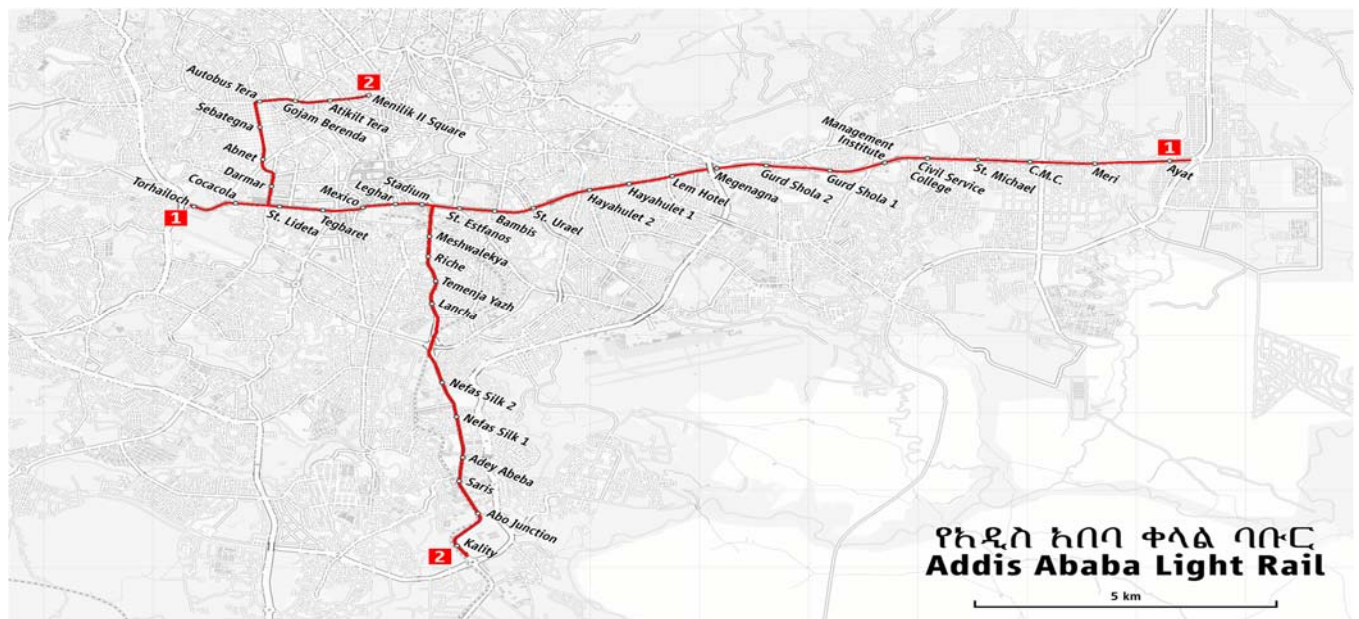 2
Autobus Tera
Gojam Berenda
Atikilt Tera
Menilik II Square
Sebategna
Abnet
Darmar
Cocacola
Torhailoch
1
St. Lideta
Tegbaret
Mexico
Leghar
Stadium
St. Estfanos
Bambis
St. Urael
Hayahulet 2
Hayahulet 1
Lem Hotel
Megenagna
Gurd Shola 2
Gurd Shola 1
Management
Institute
Civil Service
College
St. Michael
C.M.C.
Meri
1
Ayat
Meshwalekya
Riche
Temenja Yazh
Lancha
Nefas Silk 2
Nefas Silk 1
Adey Abeba
Saris
Abo Junction
Kality
2
የአዲስ አበባ ቀላል ባቡር
Addis Ababa Light Rail
5 km